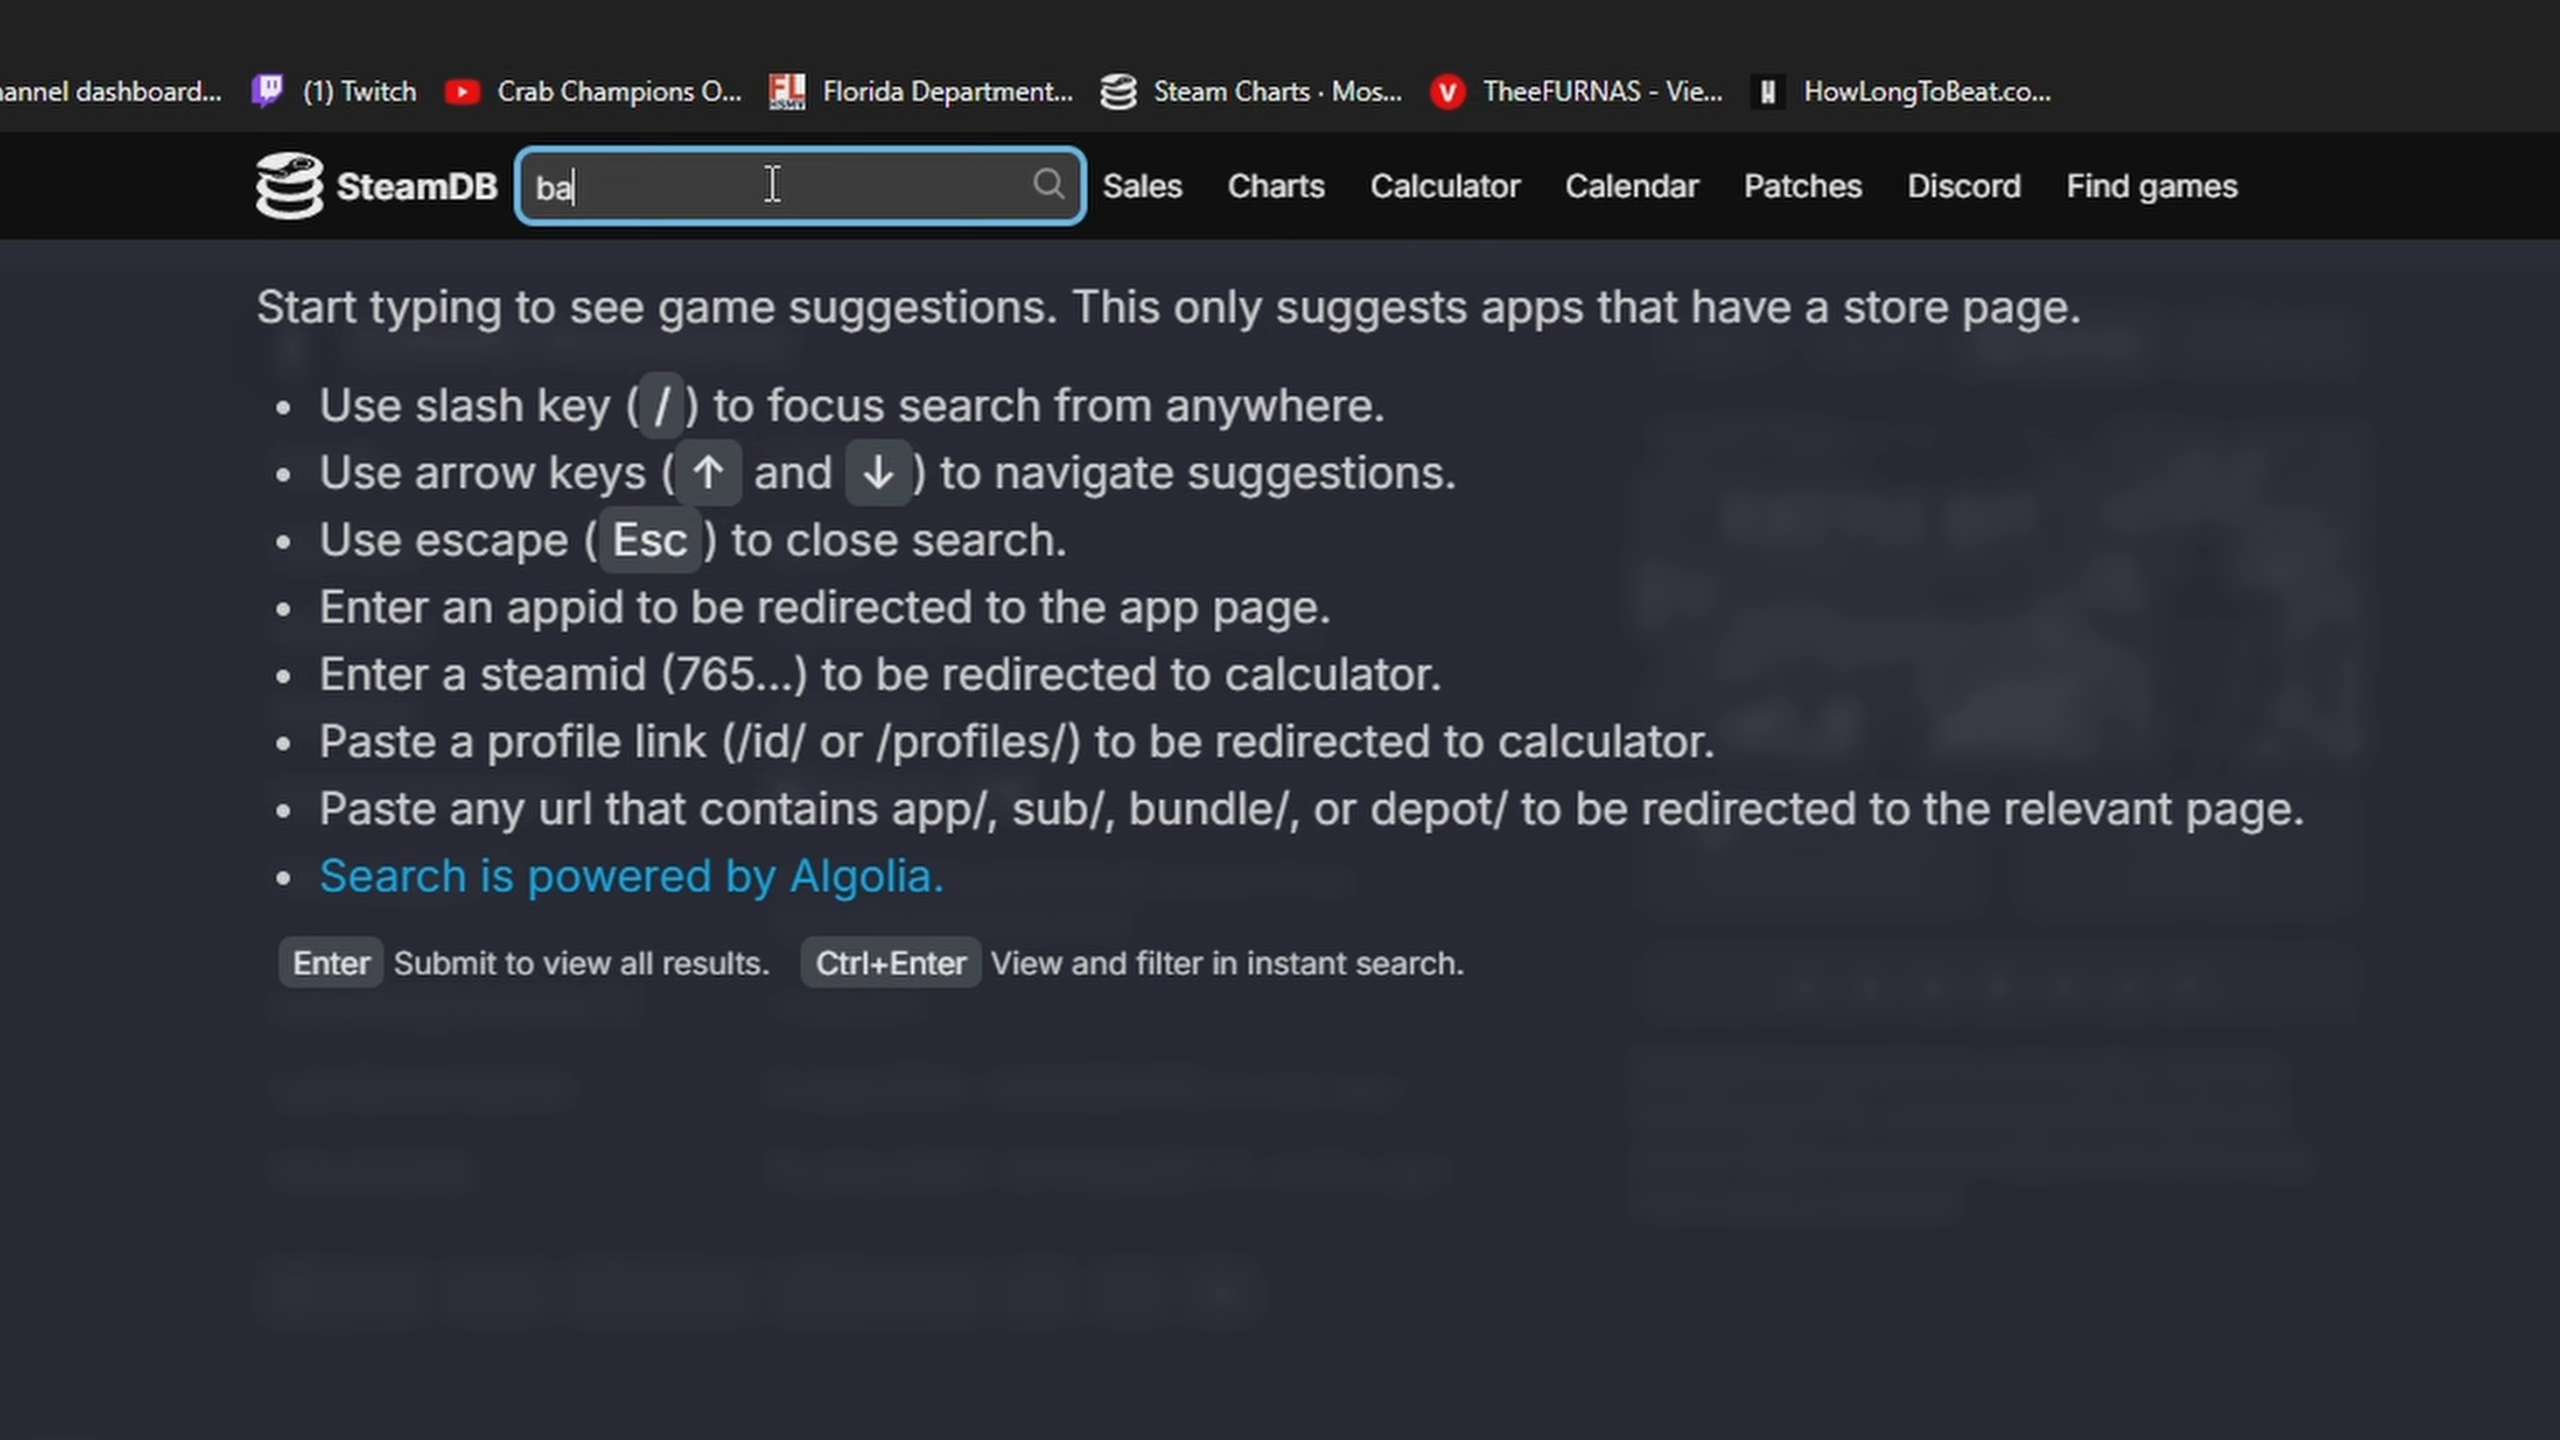 annel dashboard... (1) Twitch Crab Champions O... FL Florida Department... Steam Charts · Mos... V TheeFURNAS - Vie... H HowLongToBeat.co...
SteamDB ba Sales Charts Calculator Calendar Patches Discord Find games
Start typing to see game suggestions. This only suggests apps that have a store page.
• Use slash key ( / ) to focus search from anywhere.
• Use arrow keys ( ↑ and ↓ ) to navigate suggestions.
• Use escape ( Esc ) to close search.
• Enter an appid to be redirected to the app page.
• Enter a steamid (765...) to be redirected to calculator.
• Paste a profile link (/id/ or /profiles/) to be redirected to calculator.
• Paste any url that contains app/, sub/, bundle/, or depot/ to be redirected to the relevant page.
• Search is powered by Algolia.
Enter Submit to view all results. Ctrl+Enter View and filter in instant search.